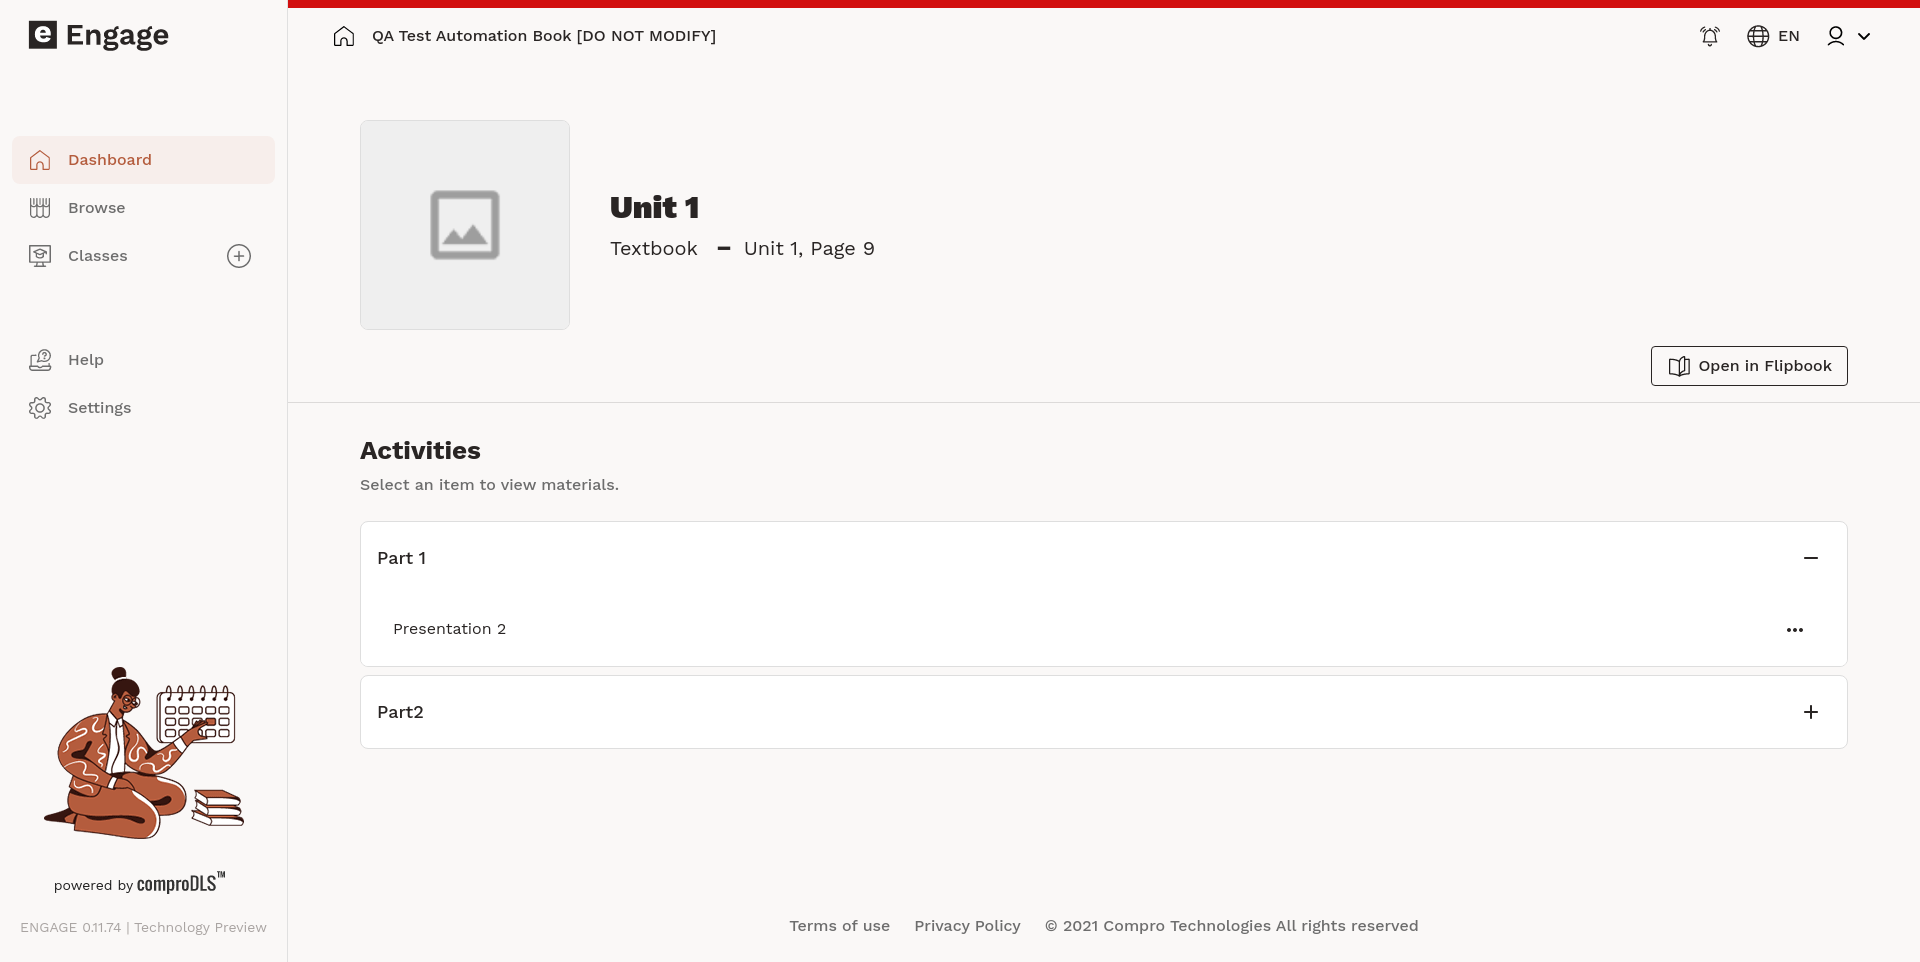 e Engage
QA Test Automation Book [DO NOT MODIFY]
EN
Dashboard
Browse
Classes
Help
Settings
powered by comproDLS™
ENGAGE 0.11.74 | Technology Preview
Unit 1
Textbook – Unit 1, Page 9
Open in Flipbook
Activities
Select an item to view materials.
Part 1
Presentation 2
Part2
Terms of use Privacy Policy © 2021 Compro Technologies All rights reserved